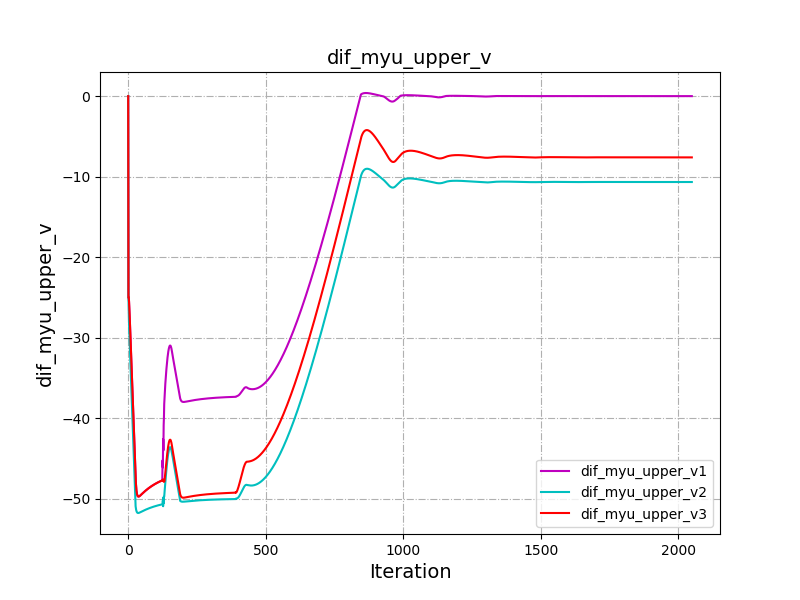 dif_myu_upper_v
0
−10
−20
−30
−40
−50
dif_myu_upper_v
dif_myu_upper_v1
dif_myu_upper_v2
dif_myu_upper_v3
0
500
1000
1500
2000
Iteration